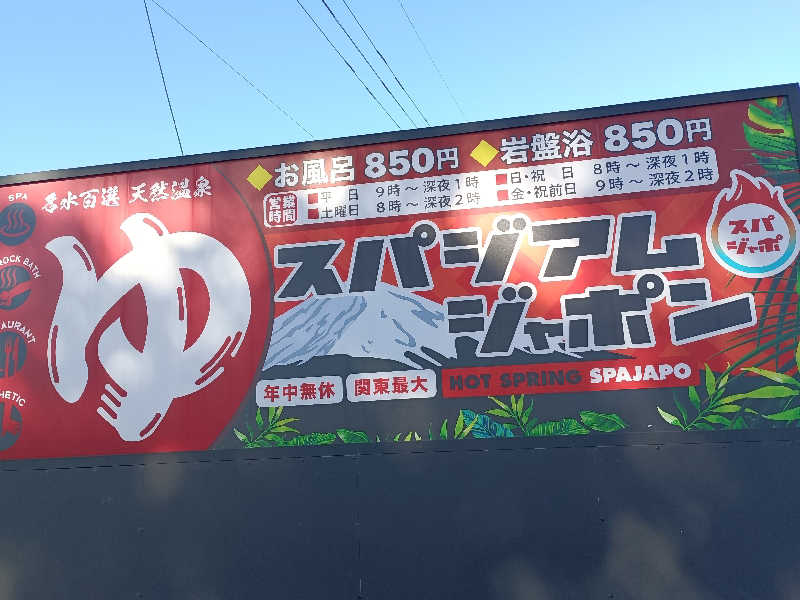 SPA
ROCK BATH
名水百選 天然温泉
ゆ
お風呂 850円〜 岩盤浴 850円
営業時間
平日 9時〜深夜1時
土曜日 8時〜深夜2時
日・祝日 8時〜深夜1時
金・祝前日 9時〜深夜2時
スパジアム
ジャポン
スパ
ジャポ
年中無休
関東最大
HOT SPRING SPAJAPO